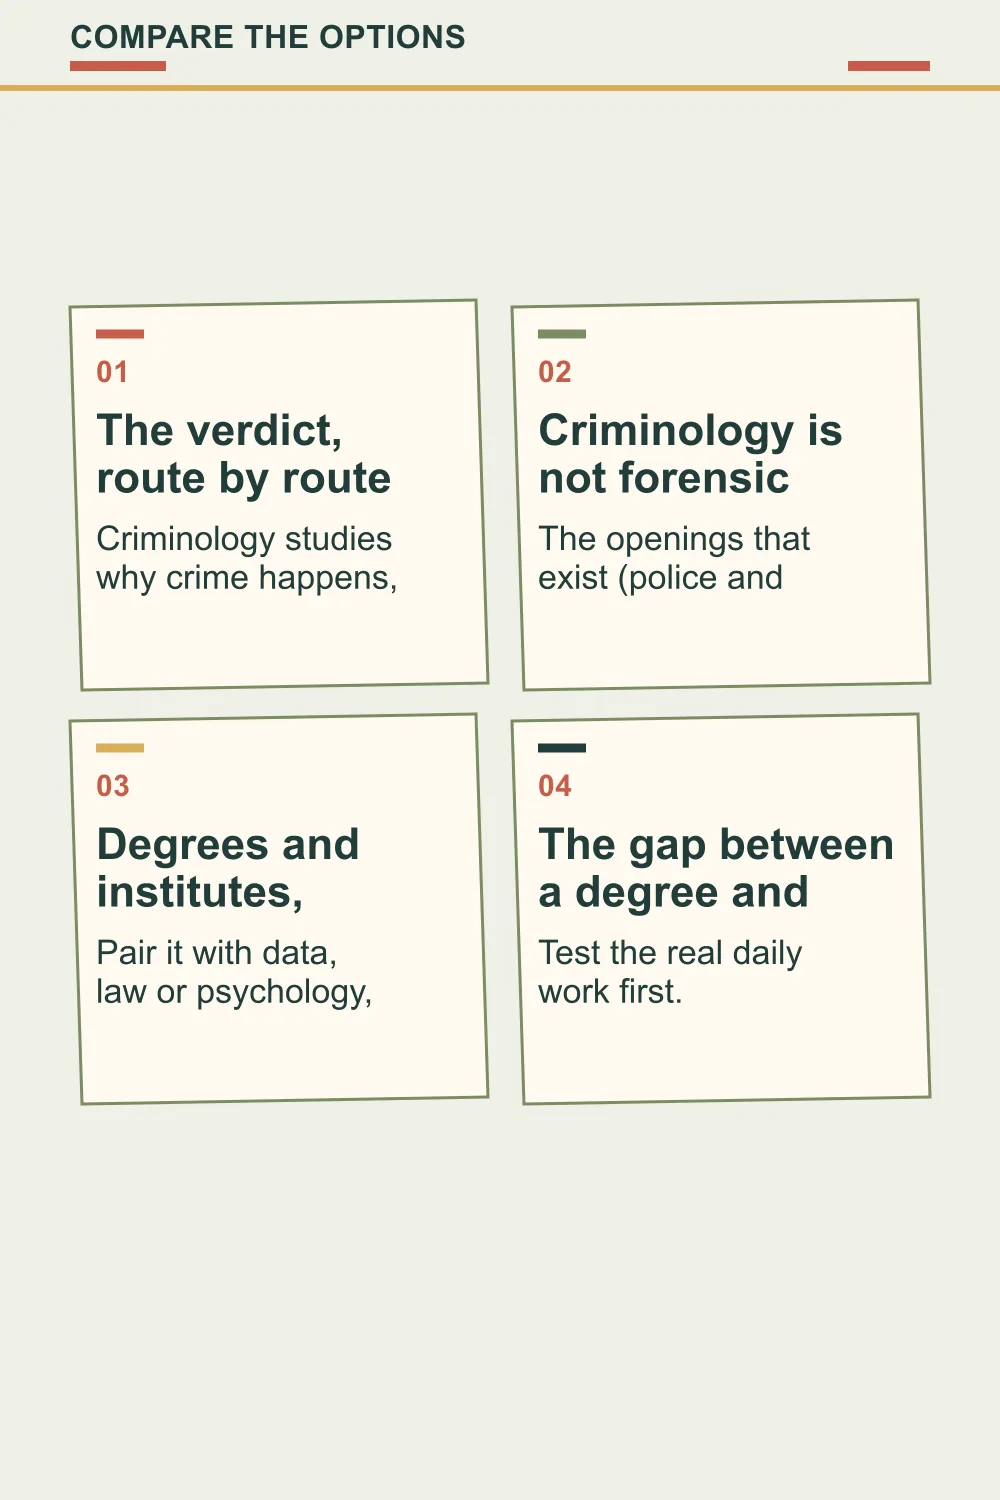 COMPARE THE OPTIONS
01
The verdict,
route by route
Criminology studies
why crime happens,
02
Criminology is
not forensic
The openings that
exist (police and
03
Degrees and
institutes,
Pair it with data,
law or psychology,
04
The gap between
a degree and
Test the real daily
work first.